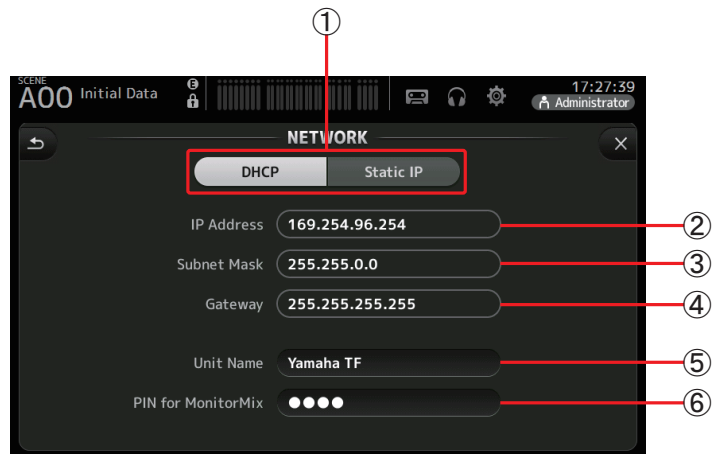 ①
SCENE
A00 Initial Data
E
17:27:39
Administrator
NETWORK
DHCP Static IP
IP Address 169.254.96.254 ②
Subnet Mask 255.255.0.0 ③
Gateway 255.255.255.255 ④
Unit Name Yamaha TF ⑤
PIN for MonitorMix ●●●● ⑥